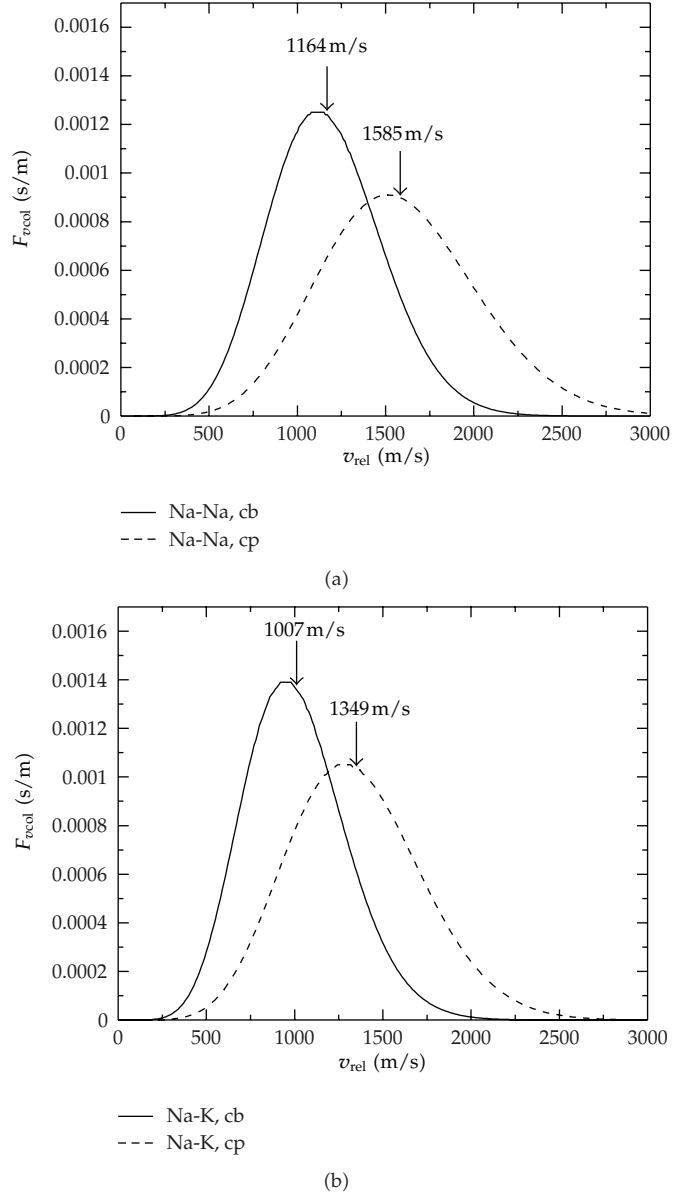 0.0016
0.0014
0.0012
0.001
0.0008
0.0006
0.0004
0.0002
0
F_vcol (s/m)
1164 m/s
1585 m/s
0 500 1000 1500 2000 2500 3000
v_rel (m/s)
Na-Na, cb
Na-Na, cp
(a)
0.0016
0.0014
0.0012
0.001
0.0008
0.0006
0.0004
0.0002
0
F_vcol (s/m)
1007 m/s
1349 m/s
0 500 1000 1500 2000 2500 3000
v_rel (m/s)
Na-K, cb
Na-K, cp
(b)